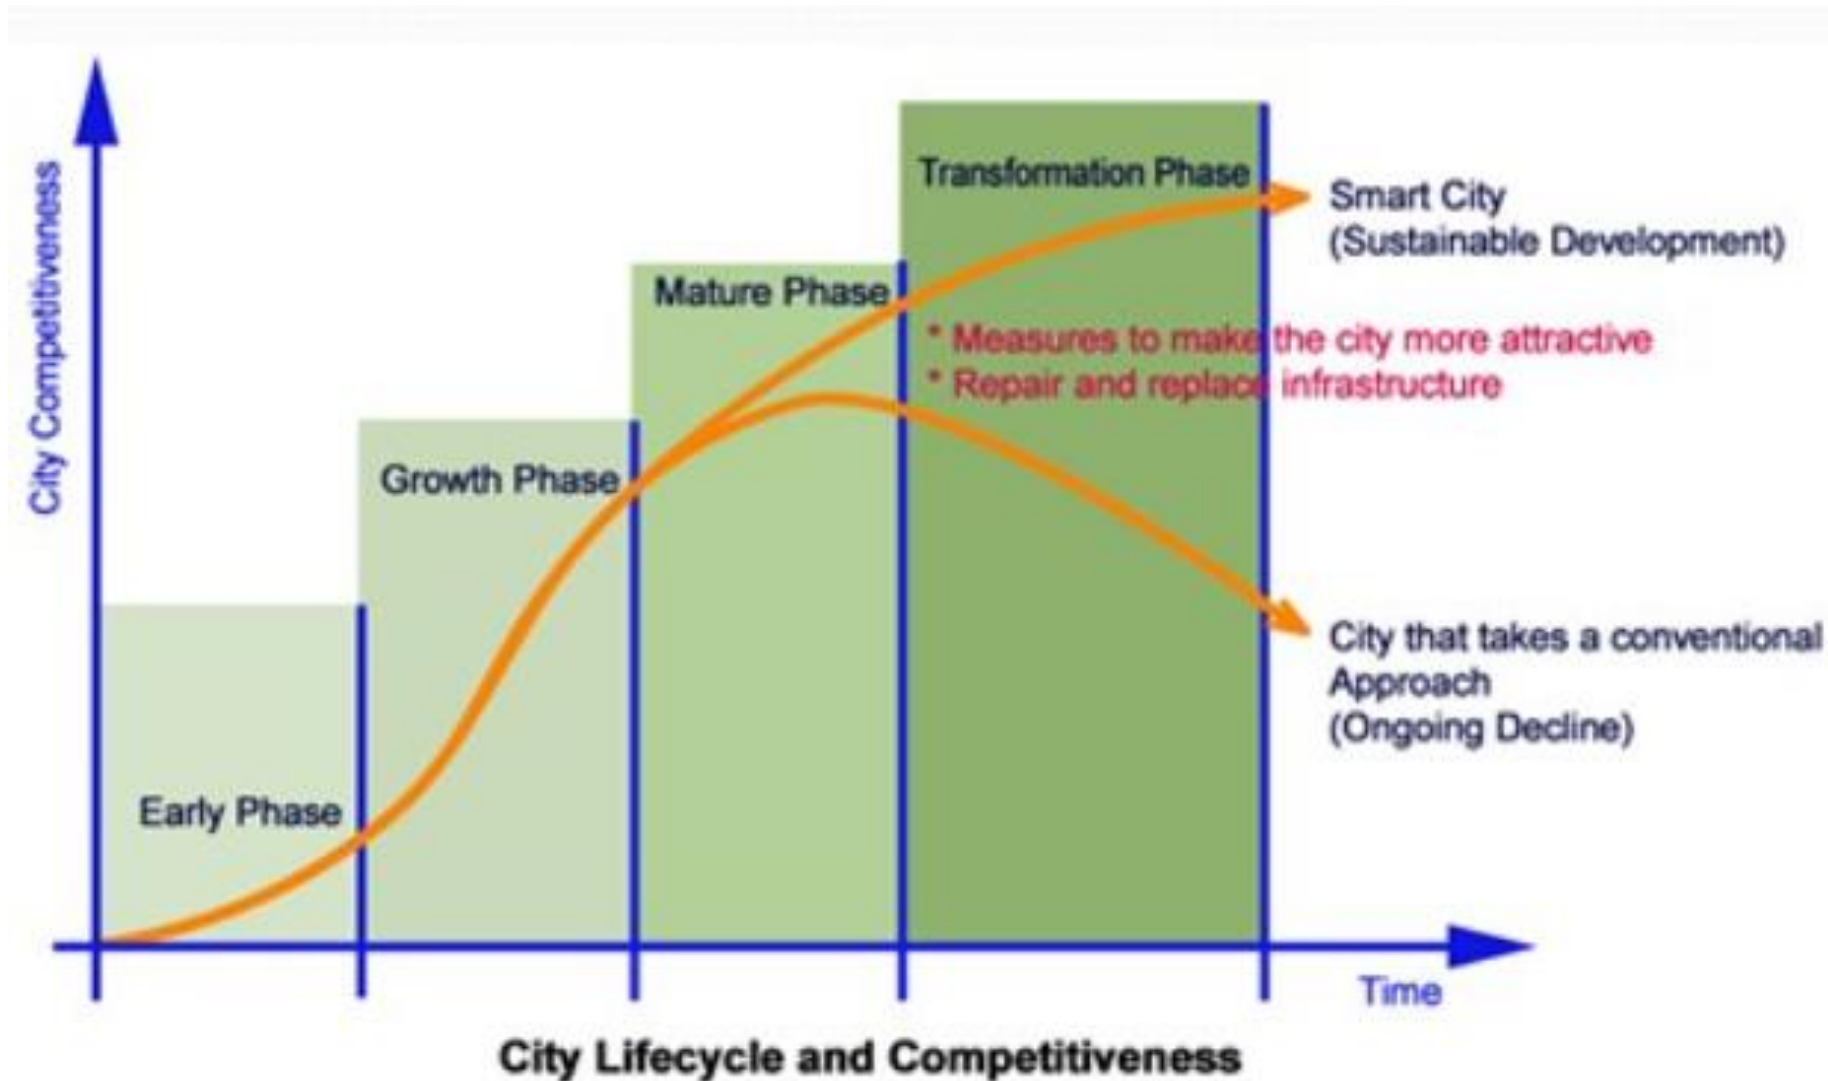 City Competitiveness
Transformation Phase
Smart City
(Sustainable Development)
Mature Phase
* Measures to make the city more attractive
* Repair and replace infrastructure
Growth Phase
City that takes a conventional
Approach
(Ongoing Decline)
Early Phase
Time
City Lifecycle and Competitiveness